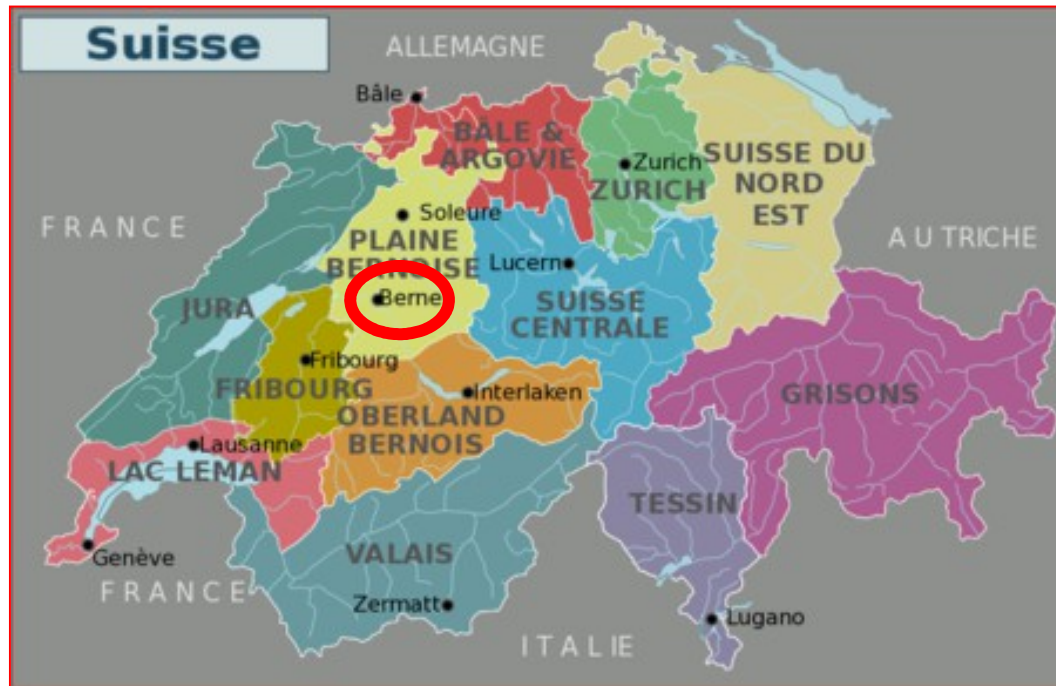 Suisse
ALLEMAGNE
Bâle
BÂLE &
ARGOVIE
Zurich
ZURICH
SUISSE DU
NORD
EST
FRANCE
Soleure
PLAINE
BERNOISE
Lucern
AUTRICHE
Berne
SUISSE
CENTRALE
JURA
Fribourg
FRIBOURG
Interlaken
OBERLAND
BERNOIS
GRISONS
Lausanne
LAC LEMAN
TESSIN
Genève
VALAIS
FRANCE
Zermatt
Lugano
ITALIE